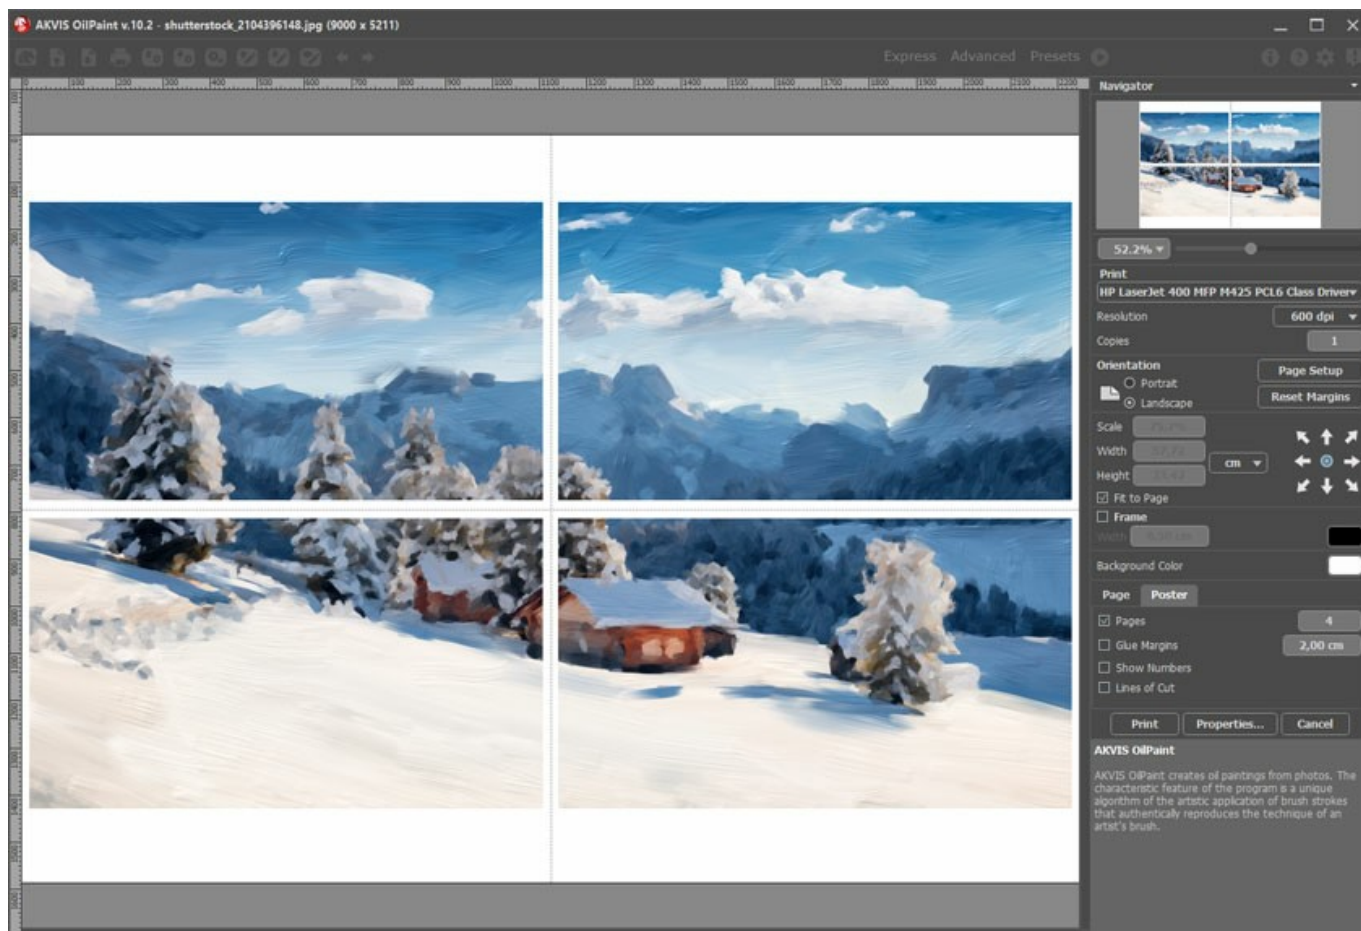 AKVIS OilPaint v.10.2 - shutterstock_2104396148.jpg (9000 x 5211)
Express Advanced Presets
Navigator
52.2%
Print
HP LaserJet 400 MFP M425 PCL6 Class Driver
Resolution 600 dpi
Copies 1
Orientation
Portrait
Landscape
Page Setup
Reset Margins
Scale
Width
Height
cm
Fit to Page
Frame
Width
Background Color
Page Poster
Pages 4
Glue Margins 2,00 cm
Show Numbers
Lines of Cut
Print Properties... Cancel
AKVIS OilPaint
AKVIS OilPaint creates oil paintings from photos. The
characteristic feature of the program is a unique
algorithm of the artistic application of brush strokes
that authentically reproduces the technique of an
artist's brush.